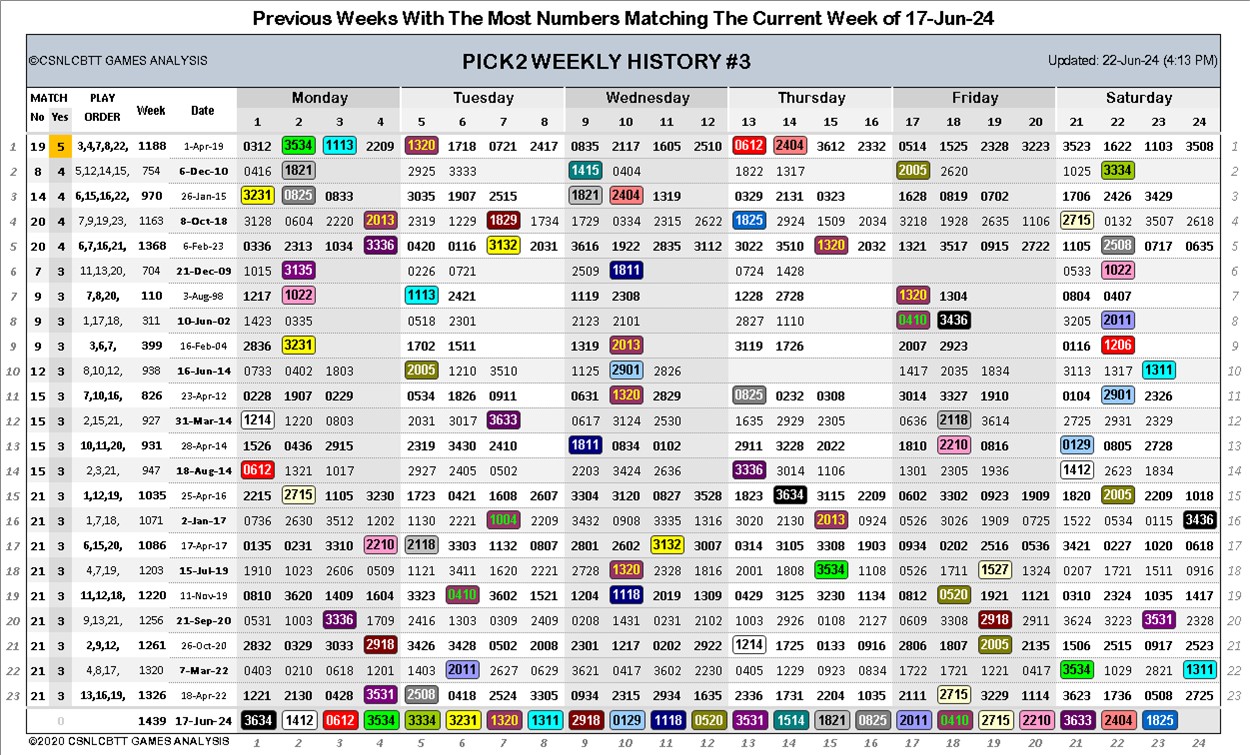 Previous Weeks With The Most Numbers Matching The Current Week of 17-Jun-24
©CSNLCBTT GAMES ANALYSIS PICK2 WEEKLY HISTORY #3 Updated: 22-Jun-24 (4:13 PM)
MATCH PLAY Week Date Monday Tuesday Wednesday Thursday Friday Saturday
No Yes ORDER 1 2 3 4 5 6 7 8 9 10 11 12 13 14 15 16 17 18 19 20 21 22 23 24
1 19 5 3,4,7,8,22, 1188 1-Apr-19 0312 3534 1113 2209 1320 1718 0721 2417 0835 2117 1605 2510 0612 2404 3612 2332 0514 1525 2328 3223 3523 1622 1103 3508 1
2 8 4 5,12,14,15, 754 6-Dec-10 0416 1821 2925 3333 1415 0404 1822 1317 2005 2620 1025 3334 2
3 14 4 6,15,16,22, 970 26-Jan-15 3231 0825 0833 3035 1907 2515 1821 2404 1319 0329 2131 0323 1628 0819 0702 1706 2426 3429 3
4 20 4 7,9,19,23, 1163 8-Oct-18 3128 0604 2220 2013 2319 1229 1829 1734 1729 0334 2315 2622 1825 2924 1509 2034 3218 1928 2635 1106 2715 0132 3507 2618 4
5 20 4 6,7,16,21, 1368 6-Feb-23 0336 2313 1034 3336 0420 0116 3132 2031 3616 1922 2835 3112 3022 3510 1320 2032 1321 3517 0915 2722 1105 2508 0717 0635 5
6 7 3 11,13,20, 704 21-Dec-09 1015 3135 0226 0721 2509 1811 0724 1428 0533 1022 6
7 9 3 7,8,20, 110 3-Aug-98 1217 1022 1113 2421 1119 2308 1228 2728 1320 1304 0804 0407 7
8 9 3 1,17,18, 311 10-Jun-02 1423 0335 0518 2301 2123 2101 2827 1110 0410 3436 3205 2011 8
9 9 3 3,6,7, 399 16-Feb-04 2836 3231 1702 1511 1319 2013 3119 1726 2007 2923 0116 1206 9
10 12 3 8,10,12, 938 16-Jun-14 0733 0402 1803 2005 1210 3510 1125 2901 2826 1417 2035 1834 3113 1317 1311 10
11 15 3 7,10,16, 826 23-Apr-12 0228 1907 0229 0534 1826 0911 0631 1320 2829 0825 0232 0308 3014 3327 1910 0104 2901 2326 11
12 15 3 2,15,21, 927 31-Mar-14 1214 1220 0803 2031 3017 3633 0617 3124 2530 1635 2929 2305 0636 2118 3614 2725 2931 2329 12
13 15 3 10,11,20, 931 28-Apr-14 1526 0436 2915 2319 3430 2410 1811 0834 0102 2911 3228 2022 1810 2210 0816 0129 0805 2728 13
14 15 3 2,3,21, 947 18-Aug-14 0612 1321 1017 2927 2405 0502 2203 3424 2636 3336 3014 1106 1301 2305 1936 1412 2623 1834 14
15 21 3 1,12,19, 1035 25-Apr-16 2215 2715 1105 3230 1723 0421 1608 2607 3304 3120 0827 3528 1823 3634 3115 2209 0602 3302 0923 1909 1820 2005 2209 1018 15
16 21 3 1,7,18, 1071 2-Jan-17 0736 2630 3512 1202 1130 2221 1004 2209 3432 0908 3335 1316 3020 2130 2013 0924 0526 3026 1909 0725 1522 0534 0115 3436 16
17 21 3 6,15,20, 1086 17-Apr-17 0135 0231 3310 2210 2118 3303 1132 0807 2801 2602 3132 3007 0314 3105 3308 1903 0934 0202 2516 0536 3421 0227 1020 0618 17
18 21 3 4,7,19, 1203 15-Jul-19 1910 1023 2606 0509 1121 3411 1620 2221 2728 1320 1635 1318 2001 1808 3534 1108 0526 1711 1527 1324 1207 1721 1511 0916 18
19 21 3 11,12,18, 1220 11-Nov-19 0810 3620 1409 1604 3323 0410 3602 1521 1204 1118 2019 1309 0429 3125 3230 1134 0812 0520 1921 1121 0310 2324 1035 1417 19
20 21 3 9,13,21, 1256 21-Sep-20 0531 1003 3336 1709 2416 1303 0309 2409 0208 1431 0231 2102 1003 2926 0108 2127 0609 3308 2918 2911 3624 3223 3531 2308 20
21 21 3 2,9,12, 1261 26-Oct-20 2832 0329 3033 2918 3426 3428 0502 2008 2301 1217 0202 2922 1214 1725 0133 0916 2806 1807 2005 2135 1506 2515 0917 2523 21
22 21 3 4,8,17, 1320 7-Mar-22 0403 0210 0618 1201 1403 2011 2627 0629 3621 0417 3602 2230 0405 1229 0923 0834 1722 1721 1221 0417 3534 1029 2821 1311 22
23 21 3 13,16,19, 1326 18-Apr-22 1221 2130 0428 3531 2508 0418 2524 3305 0934 2315 2934 1635 2336 1731 2204 1035 2111 2715 3229 1114 3623 1736 0508 2725 23
0 1439 17-Jun-24 3634 1412 0612 3534 3334 3231 1320 1311 2918 0129 1118 0520 3531 1514 1821 0825 2011 0410 2715 2210 3633 2404 1825
©2020 CSNLCBTT GAMES ANALYSIS 1 2 3 4 5 6 7 8 9 10 11 12 13 14 15 16 17 18 19 20 21 22 23 24